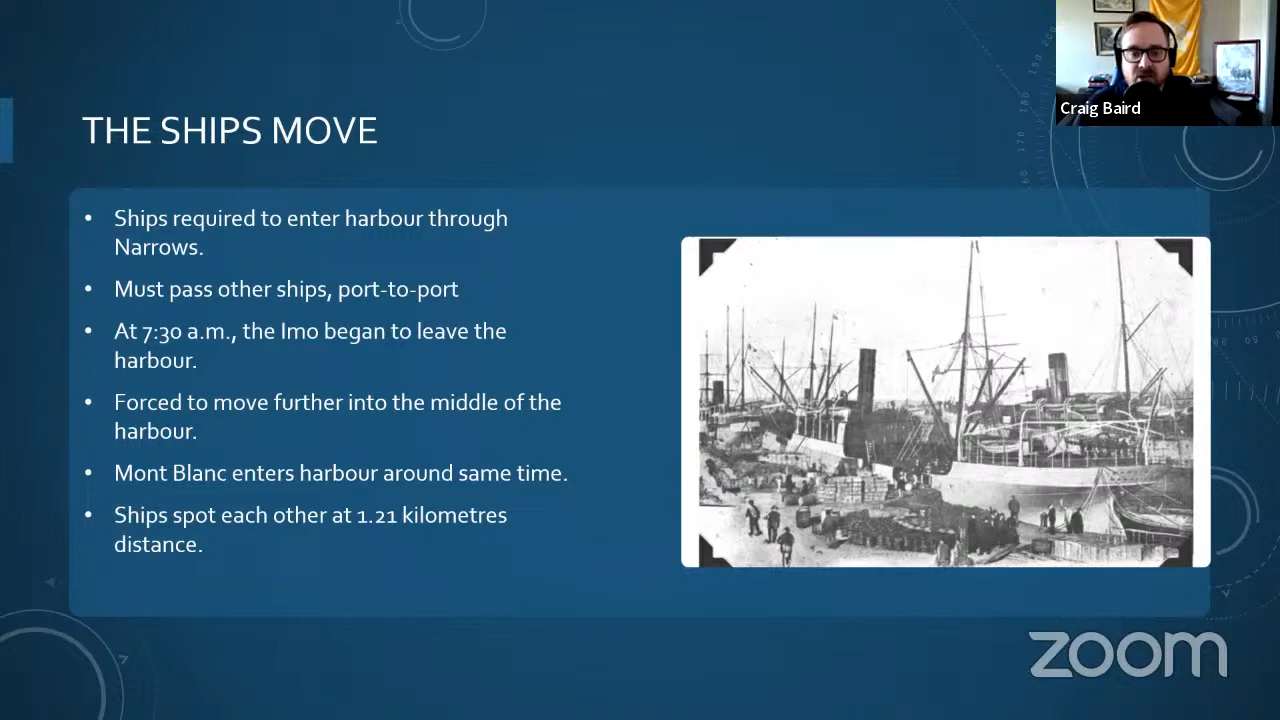 Craig Baird
THE SHIPS MOVE
• Ships required to enter harbour through
Narrows.
• Must pass other ships, port-to-port
• At 7:30 a.m., the Imo began to leave the
harbour.
• Forced to move further into the middle of the
harbour.
• Mont Blanc enters harbour around same time.
• Ships spot each other at 1.21 kilometres
distance.
zoom